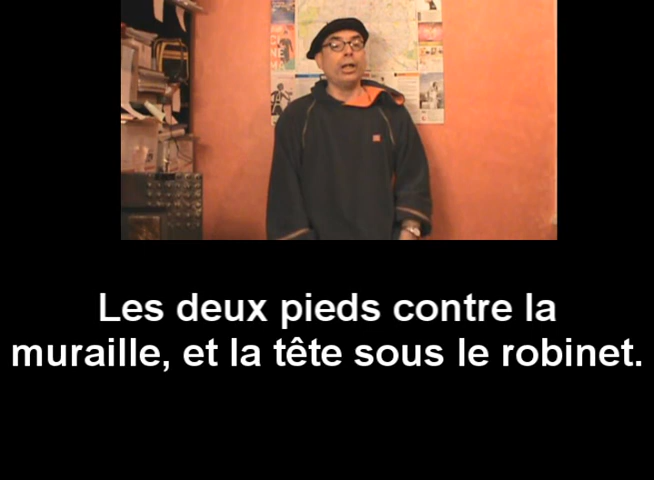 Les deux pieds contre la
muraille, et la tête sous le robinet.